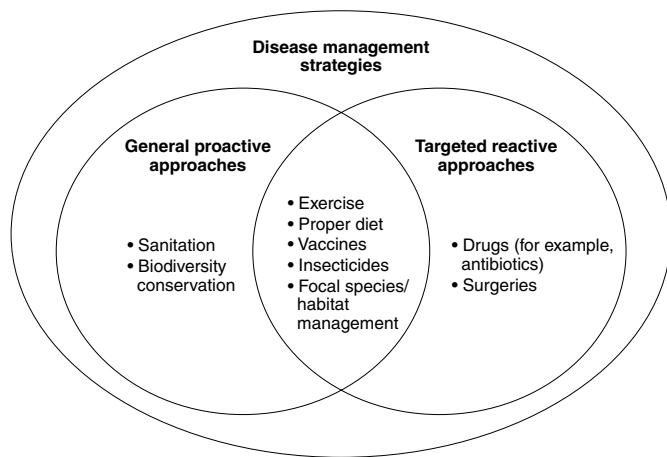 Disease management
strategies
General proactive
approaches
• Sanitation
• Biodiversity
conservation
• Exercise
• Proper diet
• Vaccines
• Insecticides
• Focal species/
habitat
management
Targeted reactive
approaches
• Drugs (for example,
antibiotics)
• Surgeries